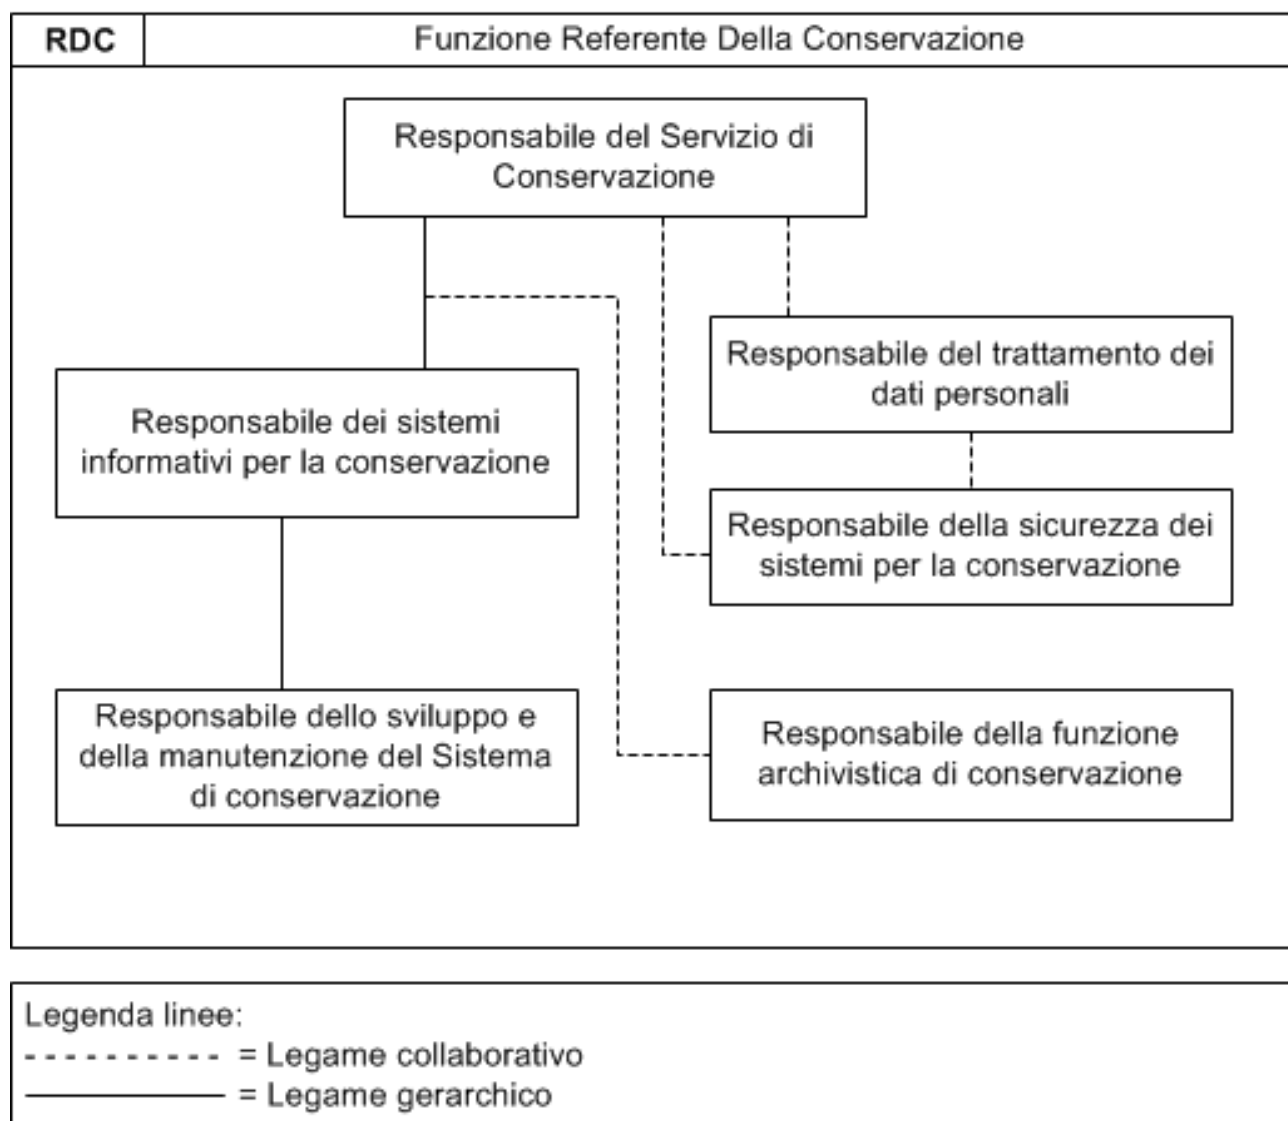 RDC
Funzione Referente Della Conservazione
Responsabile del Servizio di
Conservazione
Responsabile del trattamento dei
dati personali
Responsabile dei sistemi
informativi per la conservazione
Responsabile della sicurezza dei
sistemi per la conservazione
Responsabile dello sviluppo e
della manutenzione del Sistema
di conservazione
Responsabile della funzione
archivistica di conservazione
Legenda linee:
= Legame collaborativo
= Legame gerarchico